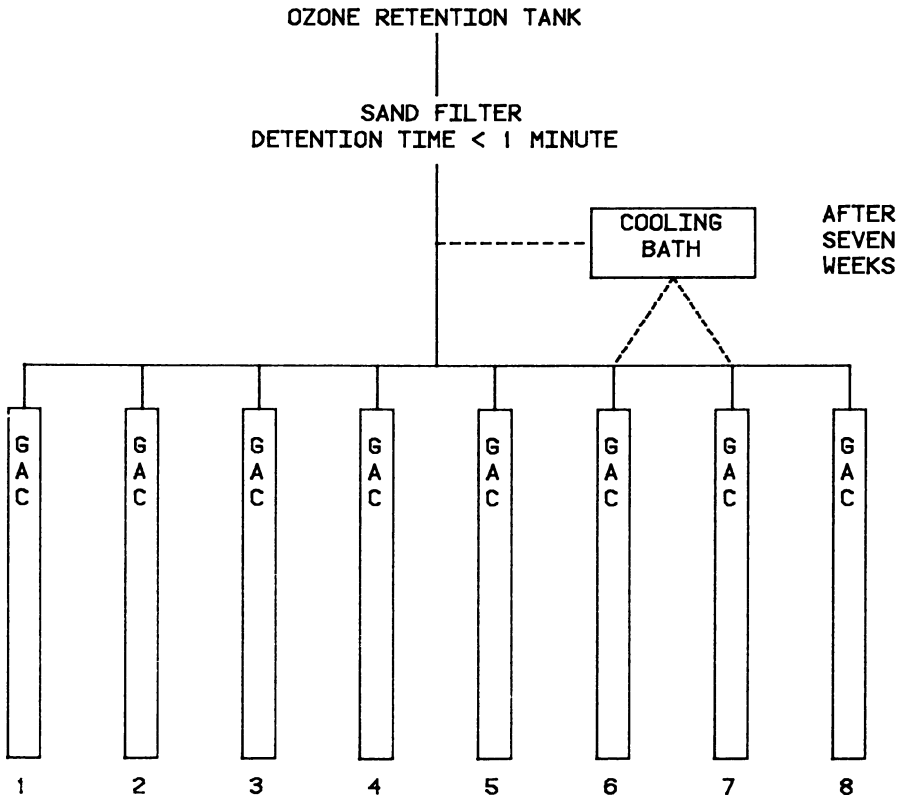 OZONE RETENTION TANK
SAND FILTER
DETENTION TIME < 1 MINUTE
COOLING
BATH
AFTER
SEVEN
WEEKS
G G G G G G G G
A A A A A A A A
C C C C C C C C
1 2 3 4 5 6 7 8